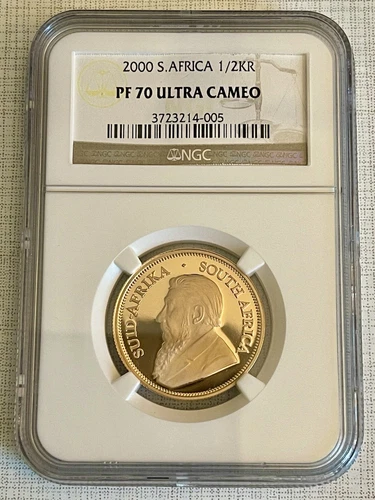 2000 S.AFRICA 1/2KR
PF 70 ULTRA CAMEO
3723214-005
NGC
SUID-AFRIKA • SOUTH AFRICA